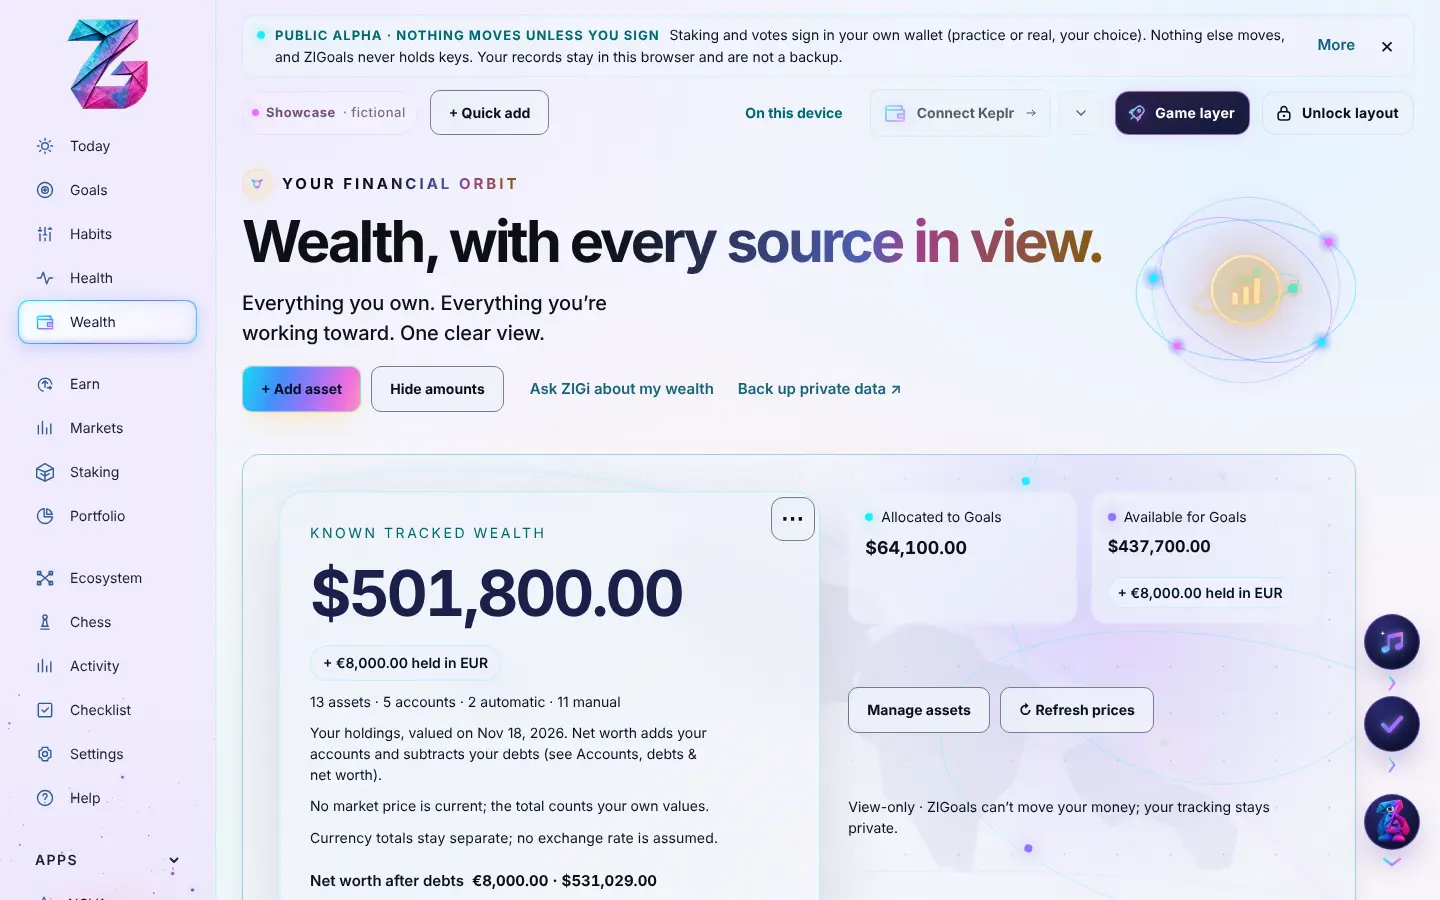 PUBLIC ALPHA · NOTHING MOVES UNLESS YOU SIGN Staking and votes sign in your own wallet (practice or real, your choice). Nothing else moves,
and ZIGoals never holds keys. Your records stay in this browser and are not a backup.
More ×
Showcase · fictional
+ Quick add
On this device
Connect Keplr →
Game layer
Unlock layout
Today
Goals
Habits
Health
Wealth
Earn
Markets
Staking
Portfolio
Ecosystem
Chess
Activity
Checklist
Settings
Help
APPS
YOUR FINANCIAL ORBIT
Wealth, with every source in view.
Everything you own. Everything you’re
working toward. One clear view.
+ Add asset
Hide amounts
Ask ZIGi about my wealth
Back up private data ↗
KNOWN TRACKED WEALTH
...
$501,800.00
+ €8,000.00 held in EUR
13 assets · 5 accounts · 2 automatic · 11 manual
Your holdings, valued on Nov 18, 2026. Net worth adds your
accounts and subtracts your debts (see Accounts, debts &
net worth).
No market price is current; the total counts your own values.
Currency totals stay separate; no exchange rate is assumed.
Net worth after debts €8,000.00 · $531,029.00
Allocated to Goals
$64,100.00
Available for Goals
$437,700.00
+ €8,000.00 held in EUR
Manage assets
↻ Refresh prices
View-only · ZIGoals can’t move your money; your tracking stays
private.